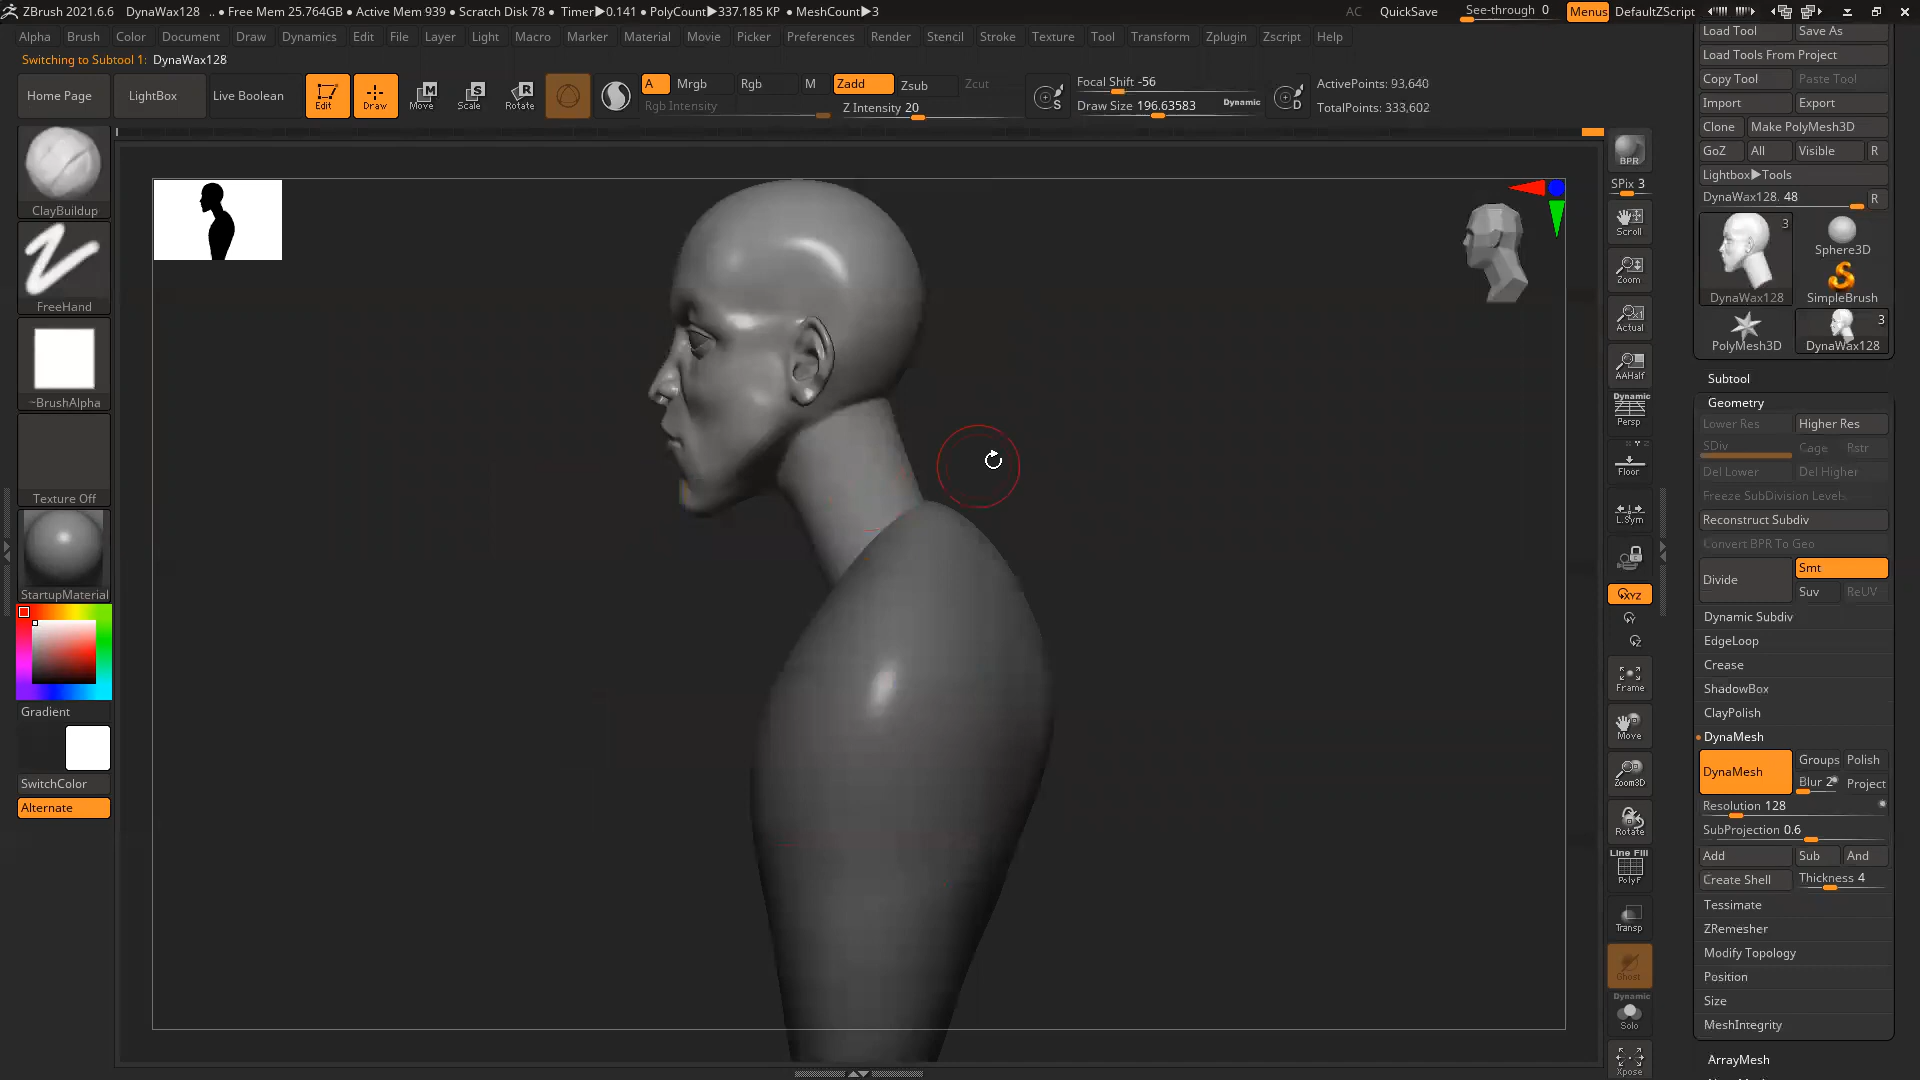 ZBrush 2021.6.6 DynaWax128 .. ● Free Mem 25.764GB ● Active Mem 939 ● Scratch Disk 78 ● Timer▶0.141 ● PolyCount▶337.185 KP ● MeshCount▶3 AC QuickSave See-through 0 Menus DefaultZScript
Alpha Brush Color Document Draw Dynamics Edit File Layer Light Macro Marker Material Movie Picker Preferences Render Stencil Stroke Texture Tool Transform Zplugin Zscript Help
Switching to Subtool 1: DynaWax128
Home Page LightBox Live Boolean Edit Draw Move Scale Rotate
A Mrgb Rgb M Zadd Zsub Zcut
Rgb Intensity Z Intensity 20
S Focal Shift -56
Draw Size 196.63583 Dynamic D
ActivePoints: 93,640
TotalPoints: 333,602
ClayBuildup
FreeHand
~BrushAlpha
Texture Off
StartupMaterial
Gradient
SwitchColor
Alternate
BPR
SPix 3
Scroll
Zoom
Actual
AAHalf
Dynamic
Persp
Floor
L.Sym
XYZ
Y
Z
Frame
Move
Zoom3D
Rotate
Line Fill
PolyF
Transp
Ghost
Dynamic
Solo
Xpose
Load Tool Save As
Load Tools From Project
Copy Tool Paste Tool
Import Export
Clone Make PolyMesh3D
GoZ All Visible R
Lightbox▶Tools
DynaWax128. 48 R
3
DynaWax128
Sphere3D
SimpleBrush
PolyMesh3D
3
DynaWax128
Subtool
Geometry
Lower Res Higher Res
SDiv Cage Rstr
Del Lower Del Higher
Freeze SubDivision Levels
Reconstruct Subdiv
Convert BPR To Geo
Divide Smt
Suv ReUV
Dynamic Subdiv
EdgeLoop
Crease
ShadowBox
ClayPolish
DynaMesh
DynaMesh Groups Polish
Blur 2 Project
Resolution 128
SubProjection 0.6
Add Sub And
Create Shell Thickness 4
Tessimate
ZRemesher
Modify Topology
Position
Size
MeshIntegrity
ArrayMesh